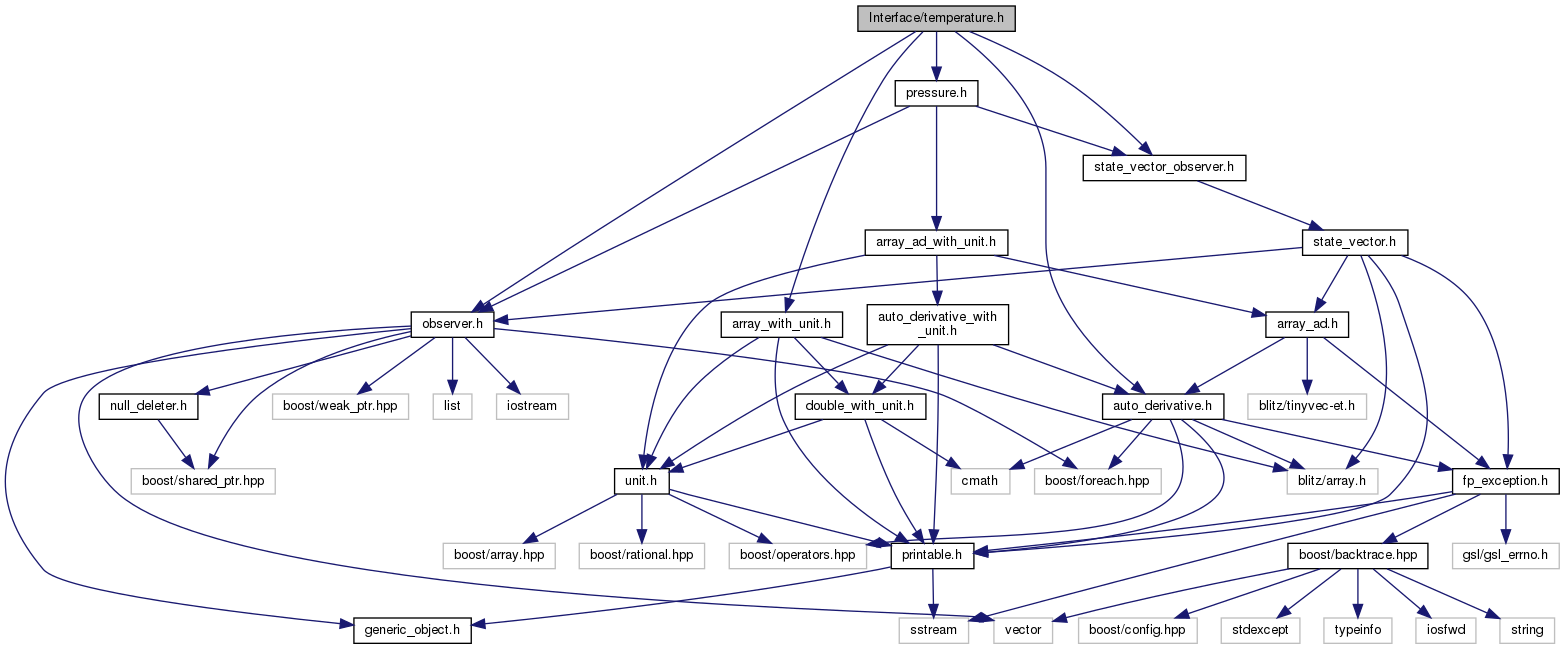 Interface/temperature.h
pressure.h
state_vector_observer.h
array_ad_with_unit.h
state_vector.h
observer.h
array_with_unit.h
auto_derivative_with
_unit.h
array_ad.h
null_deleter.h
boost/weak_ptr.hpp
list
iostream
double_with_unit.h
auto_derivative.h
blitz/tinyvec-et.h
boost/shared_ptr.hpp
unit.h
cmath
boost/foreach.hpp
blitz/array.h
fp_exception.h
boost/array.hpp
boost/rational.hpp
boost/operators.hpp
printable.h
boost/backtrace.hpp
gsl/gsl_errno.h
generic_object.h
sstream
vector
boost/config.hpp
stdexcept
typeinfo
iosfwd
string